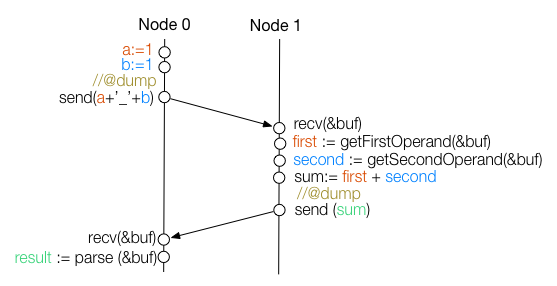 Node 0
Node 1
a:=1
b:=1
//@dump
send(a+'_'+b)
recv(&buf)
first := getFirstOperand(&buf)
second := getSecondOperand(&buf)
sum:= first + second
//@dump
send (sum)
recv(&buf)
result := parse (&buf)